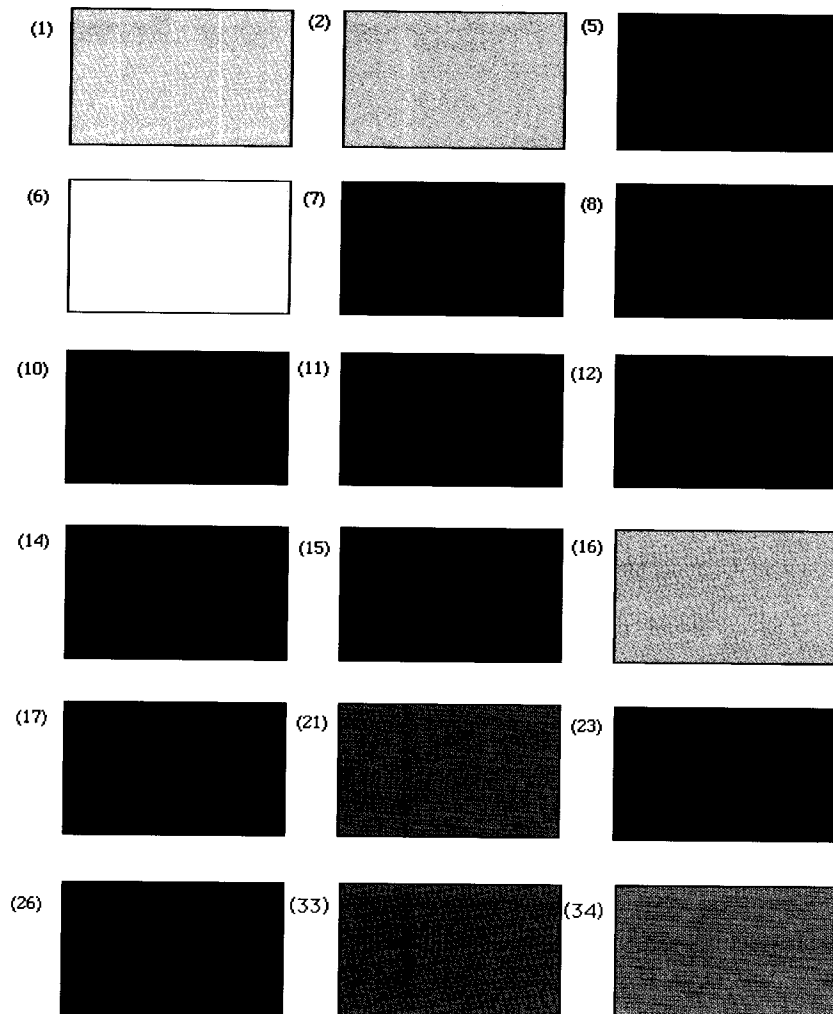 (1) (2) (5)
(6) (7) (8)
(10) (11) (12)
(14) (15) (16)
(17) (21) (23)
(26) (33) (34)